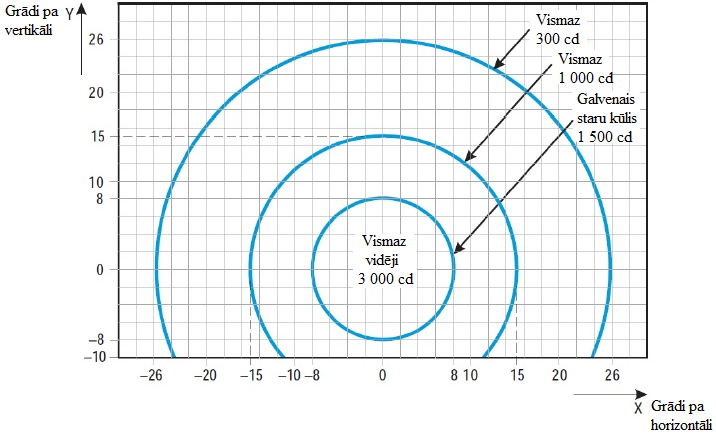 Grādi pa
vertikāli
Y
Vismaz
300 cd
Vismaz
1 000 cd
Galvenais
staru kūlis
1 500 cd
26
20
15
10
8
0
−8
−10
Vismaz
vidēji
3 000 cd
−26 −20 −15 −10 −8 0 8 10 15 20 26
X Grādi pa
horizontāli